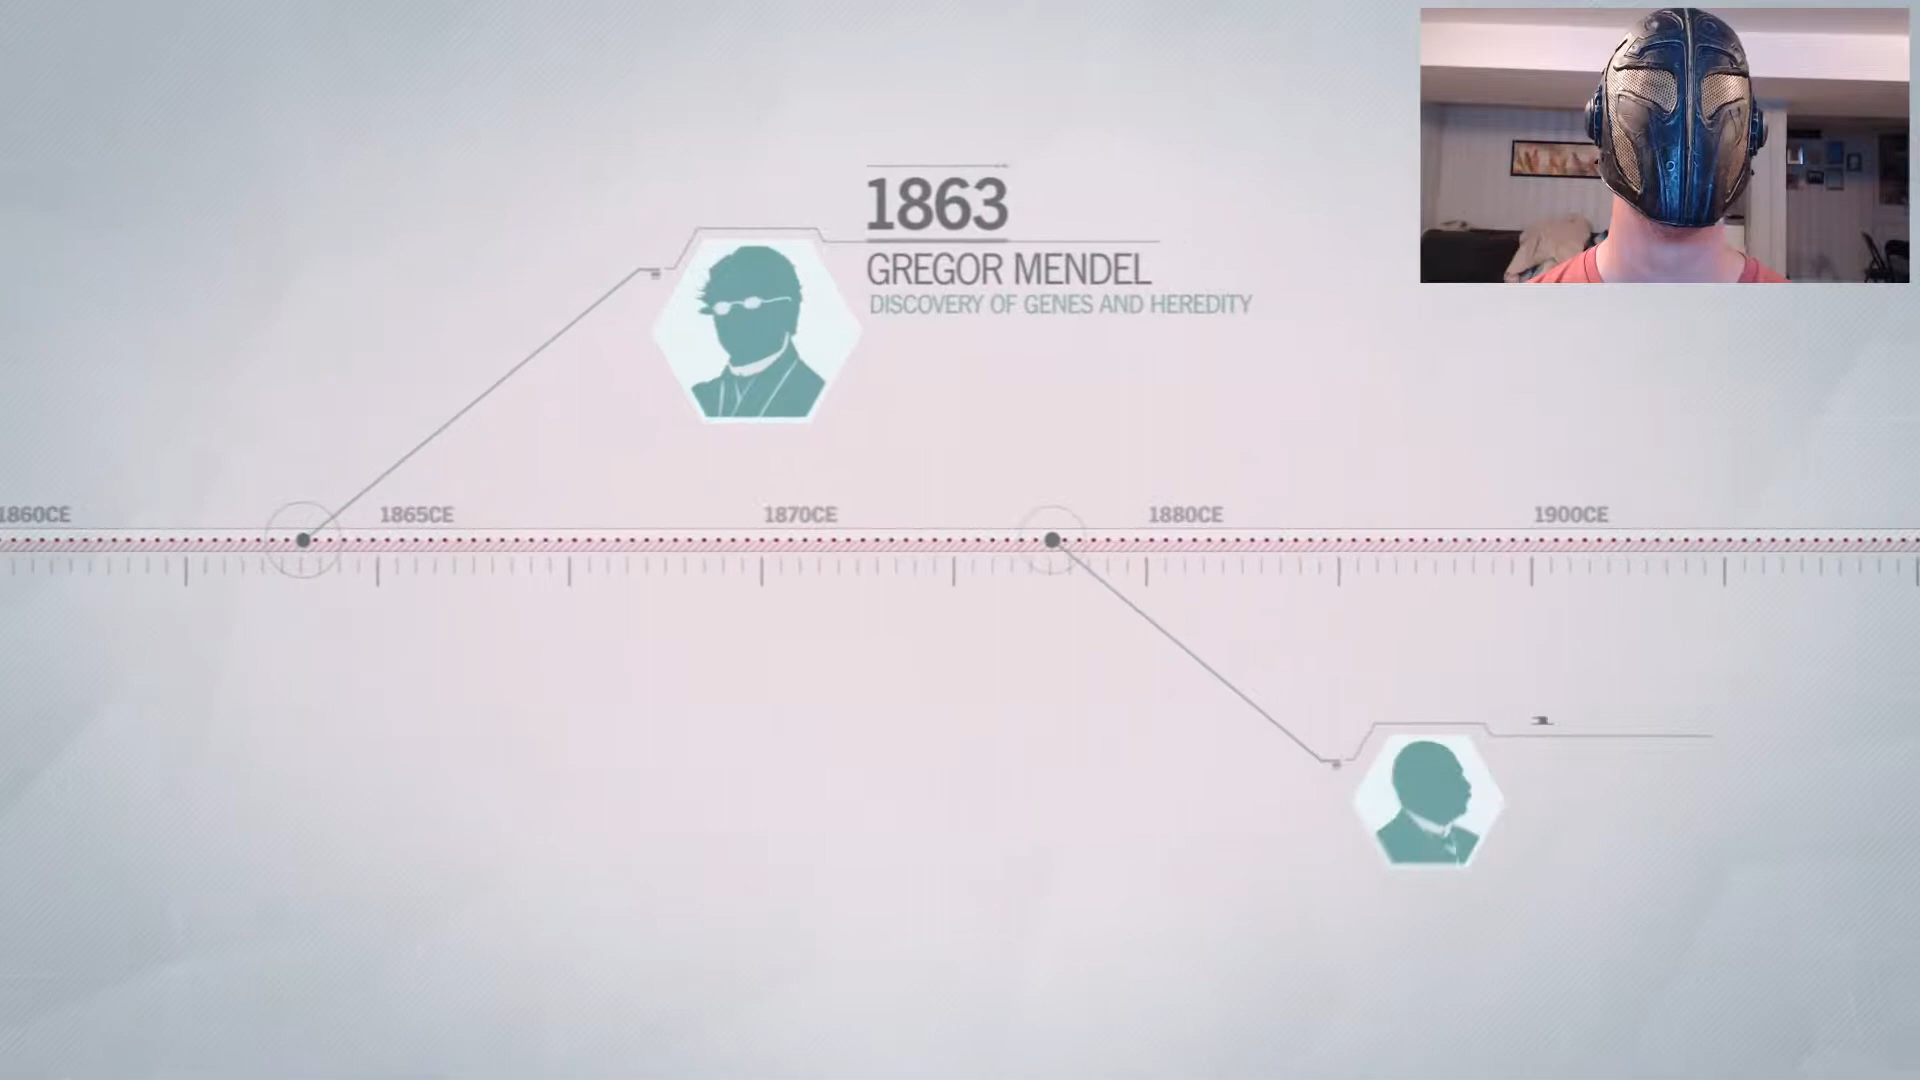 1863
GREGOR MENDEL
DISCOVERY OF GENES AND HEREDITY
1860CE 1865CE 1870CE 1880CE 1900CE